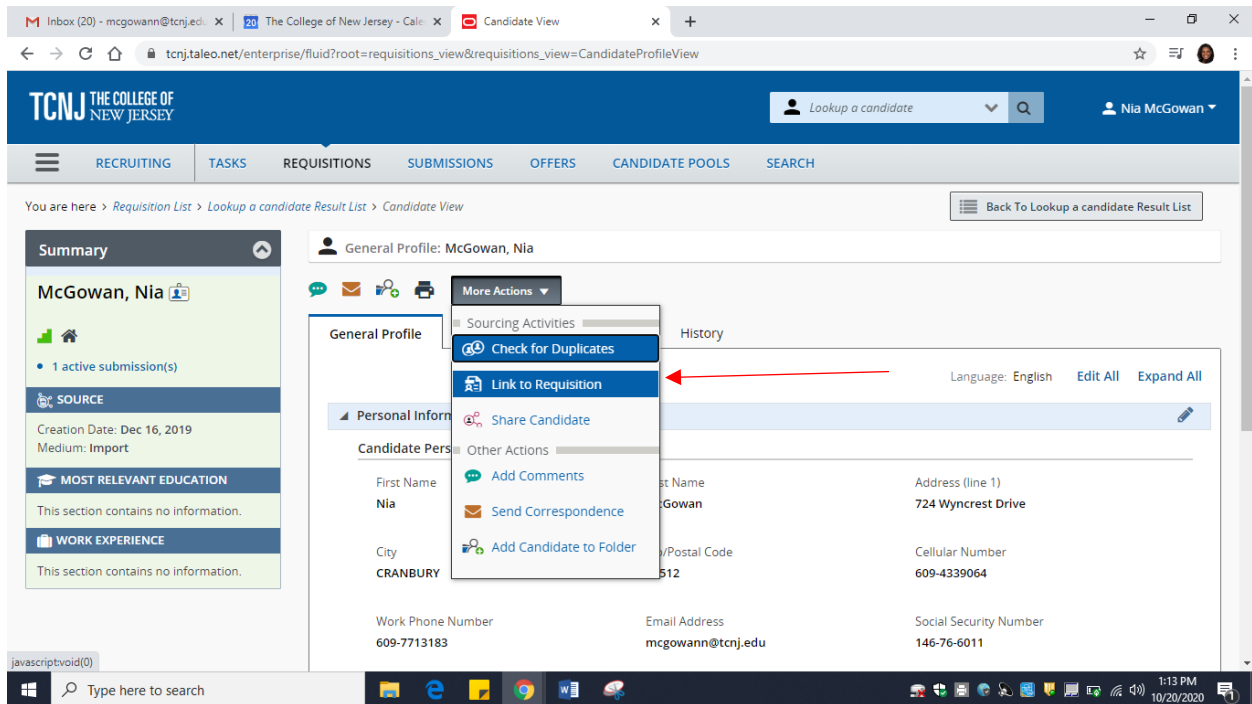 Inbox (20) - mcgowann@tcnj.edu
20 The College of New Jersey - Cale
Candidate View
tcnj.taleo.net/enterprise/fluid?root=requisitions_view&requisitions_view=CandidateProfileView
TCNJ THE COLLEGE OF
NEW JERSEY
Lookup a candidate
Nia McGowan
RECRUITING TASKS REQUISITIONS SUBMISSIONS OFFERS CANDIDATE POOLS SEARCH
You are here > Requisition List > Lookup a candidate Result List > Candidate View
Back To Lookup a candidate Result List
Summary
McGowan, Nia
• 1 active submission(s)
SOURCE
Creation Date: Dec 16, 2019
Medium: Import
MOST RELEVANT EDUCATION
This section contains no information.
WORK EXPERIENCE
This section contains no information.
General Profile: McGowan, Nia
More Actions
General Profile
History
Sourcing Activities
Check for Duplicates
Link to Requisition
Share Candidate
Other Actions
Add Comments
Send Correspondence
Add Candidate to Folder
Language: English Edit All Expand All
Personal Inform
Candidate Pers
First Name
Nia
st Name
Gowan
Address (line 1)
724 Wyncrest Drive
City
CRANBURY
/Postal Code
512
Cellular Number
609-4339064
Work Phone Number
609-7713183
Email Address
mcgowann@tcnj.edu
Social Security Number
146-76-6011
javascript:void(0)
Type here to search
1:13 PM
10/20/2020